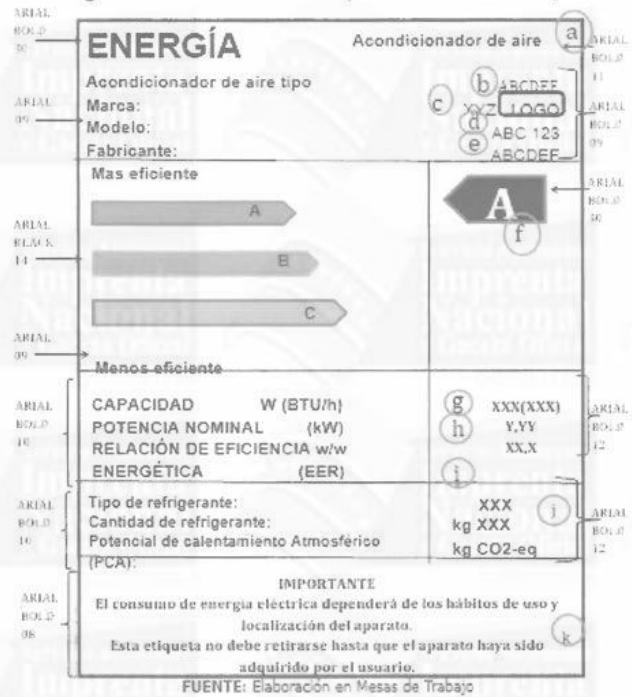 ENERGÍA
Acondicionador de aire
a
Acondicionador de aire tipo
b ABCDEF
Marca:
c XYZ LOGO
Modelo:
d ABC 123
Fabricante:
e ABCDEF
Mas eficiente
A
A
f
B
C
Menos eficiente
CAPACIDAD W (BTU/h)
g XXX(XXX)
POTENCIA NOMINAL (kW)
h Y,YY
RELACIÓN DE EFICIENCIA w/w
XX,X
ENERGÉTICA (EER)
i
Tipo de refrigerante:
XXX
j
Cantidad de refrigerante:
kg XXX
Potencial de calentamiento Atmosférico
kg CO2-eq
(PCA):
IMPORTANTE
El consumo de energía eléctrica dependerá de los hábitos de uso y
localización del aparato.
k
Esta etiqueta no debe retirarse hasta que el aparato haya sido
adquirido por el usuario.
FUENTE: Elaboración en Mesas de Trabajo
ARIAL
BOLD
ARIAL
09
ARIAL
BLACK
14
ARIAL
09
ARIAL
BOLD
10
ARIAL
BOLD
10
ARIAL
BOLD
08
ARIAL
BOLD
11
ARIAL
BOLD
09
ARIAL
BOLD
ARIAL
BOLD
12
ARIAL
BOLD
12
Imprenta
Nacional